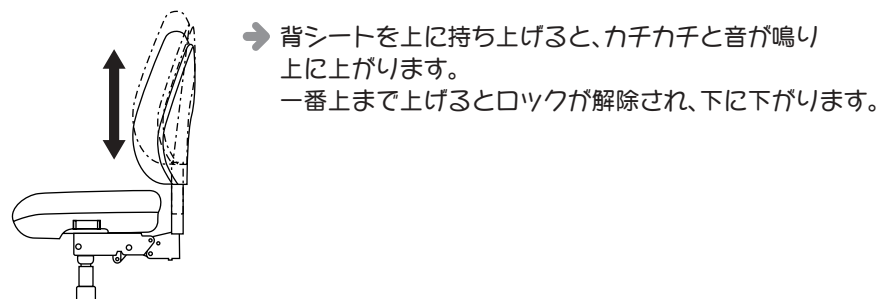 背シートを上に持ち上げると、カチカチと音が鳴り
上に上がります。
一番上まで上げるとロックが解除され、下に下がります。